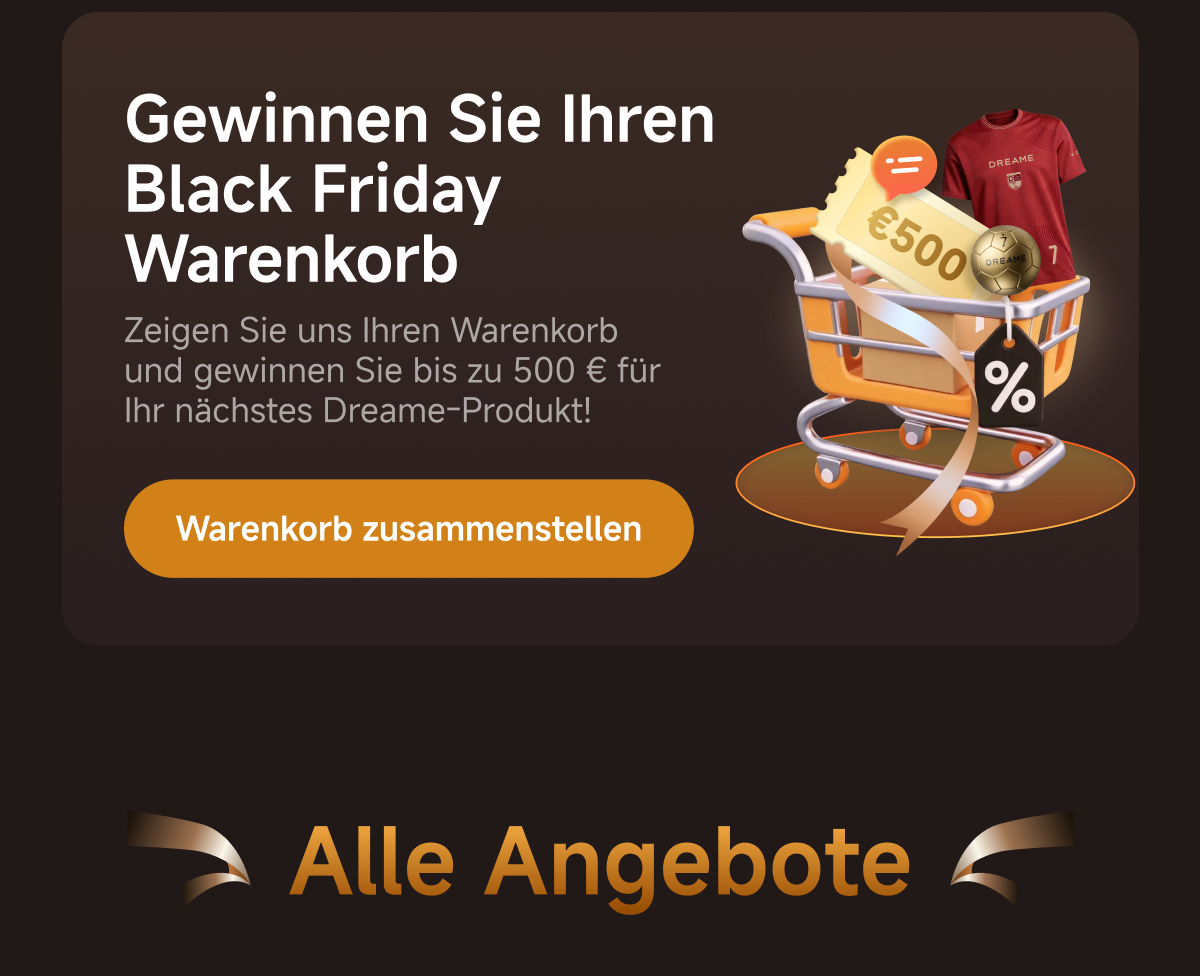 Gewinnen Sie Ihren
Black Friday
Warenkorb
Zeigen Sie uns Ihren Warenkorb
und gewinnen Sie bis zu 500 € für
Ihr nächstes Dreame-Produkt!
Warenkorb zusammenstellen
DREAME
€500
7
DREAME
7
%
Alle Angebote